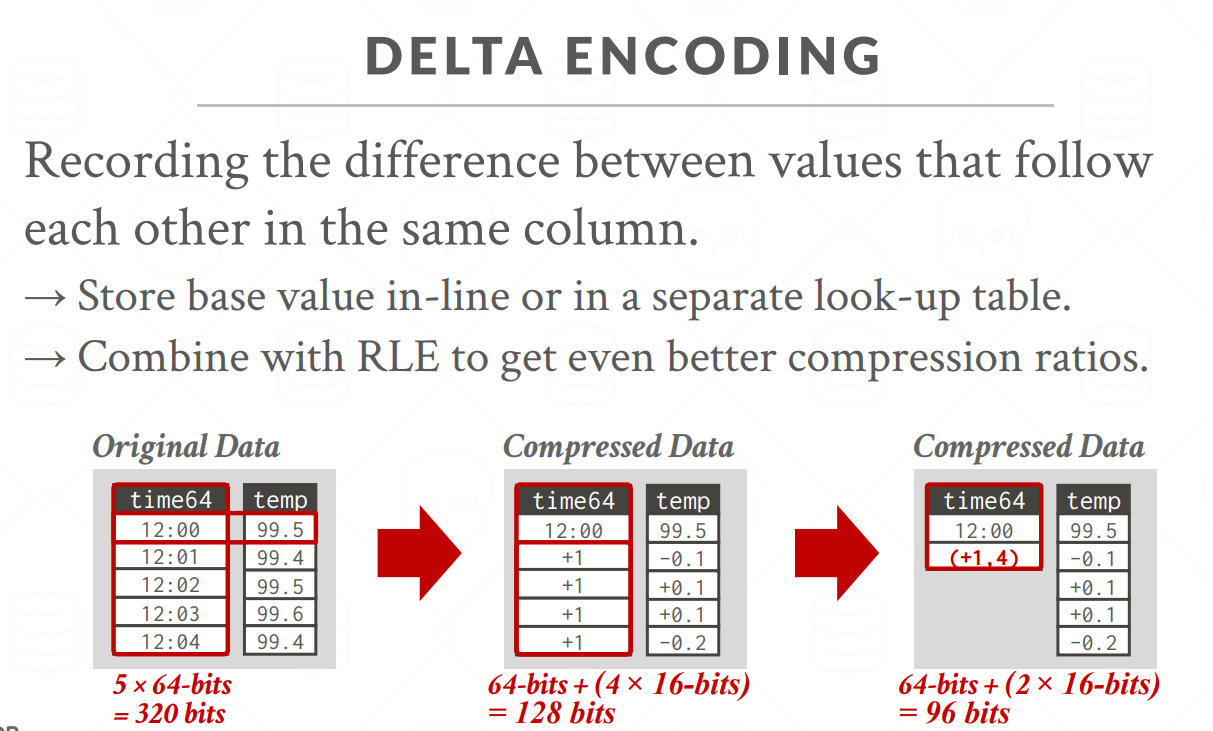 DELTA ENCODING
Recording the difference between values that follow
each other in the same column.
→ Store base value in-line or in a separate look-up table.
→ Combine with RLE to get even better compression ratios.
Original Data
time64 temp
12:00 99.5
12:01 99.4
12:02 99.5
12:03 99.6
12:04 99.4
5 × 64-bits
= 320 bits
Compressed Data
time64 temp
12:00 99.5
+1 -0.1
+1 +0.1
+1 +0.1
+1 -0.2
64-bits + (4 × 16-bits)
= 128 bits
Compressed Data
time64 temp
12:00 99.5
(+1,4) -0.1
+0.1
+0.1
-0.2
64-bits + (2 × 16-bits)
= 96 bits